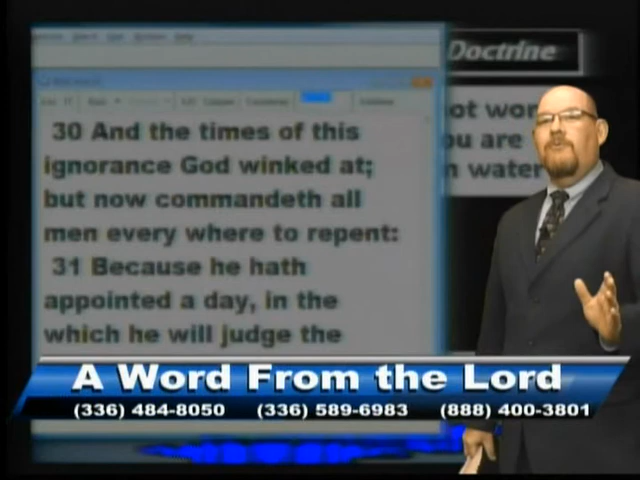 Doctrine
ot wor
ou are
n water
30 And the times of this
ignorance God winked at;
but now commandeth all
men every where to repent:
31 Because he hath
appointed a day, in the
which he will judge the
A Word From the Lord
(336) 484-8050 (336) 589-6983 (888) 400-3801